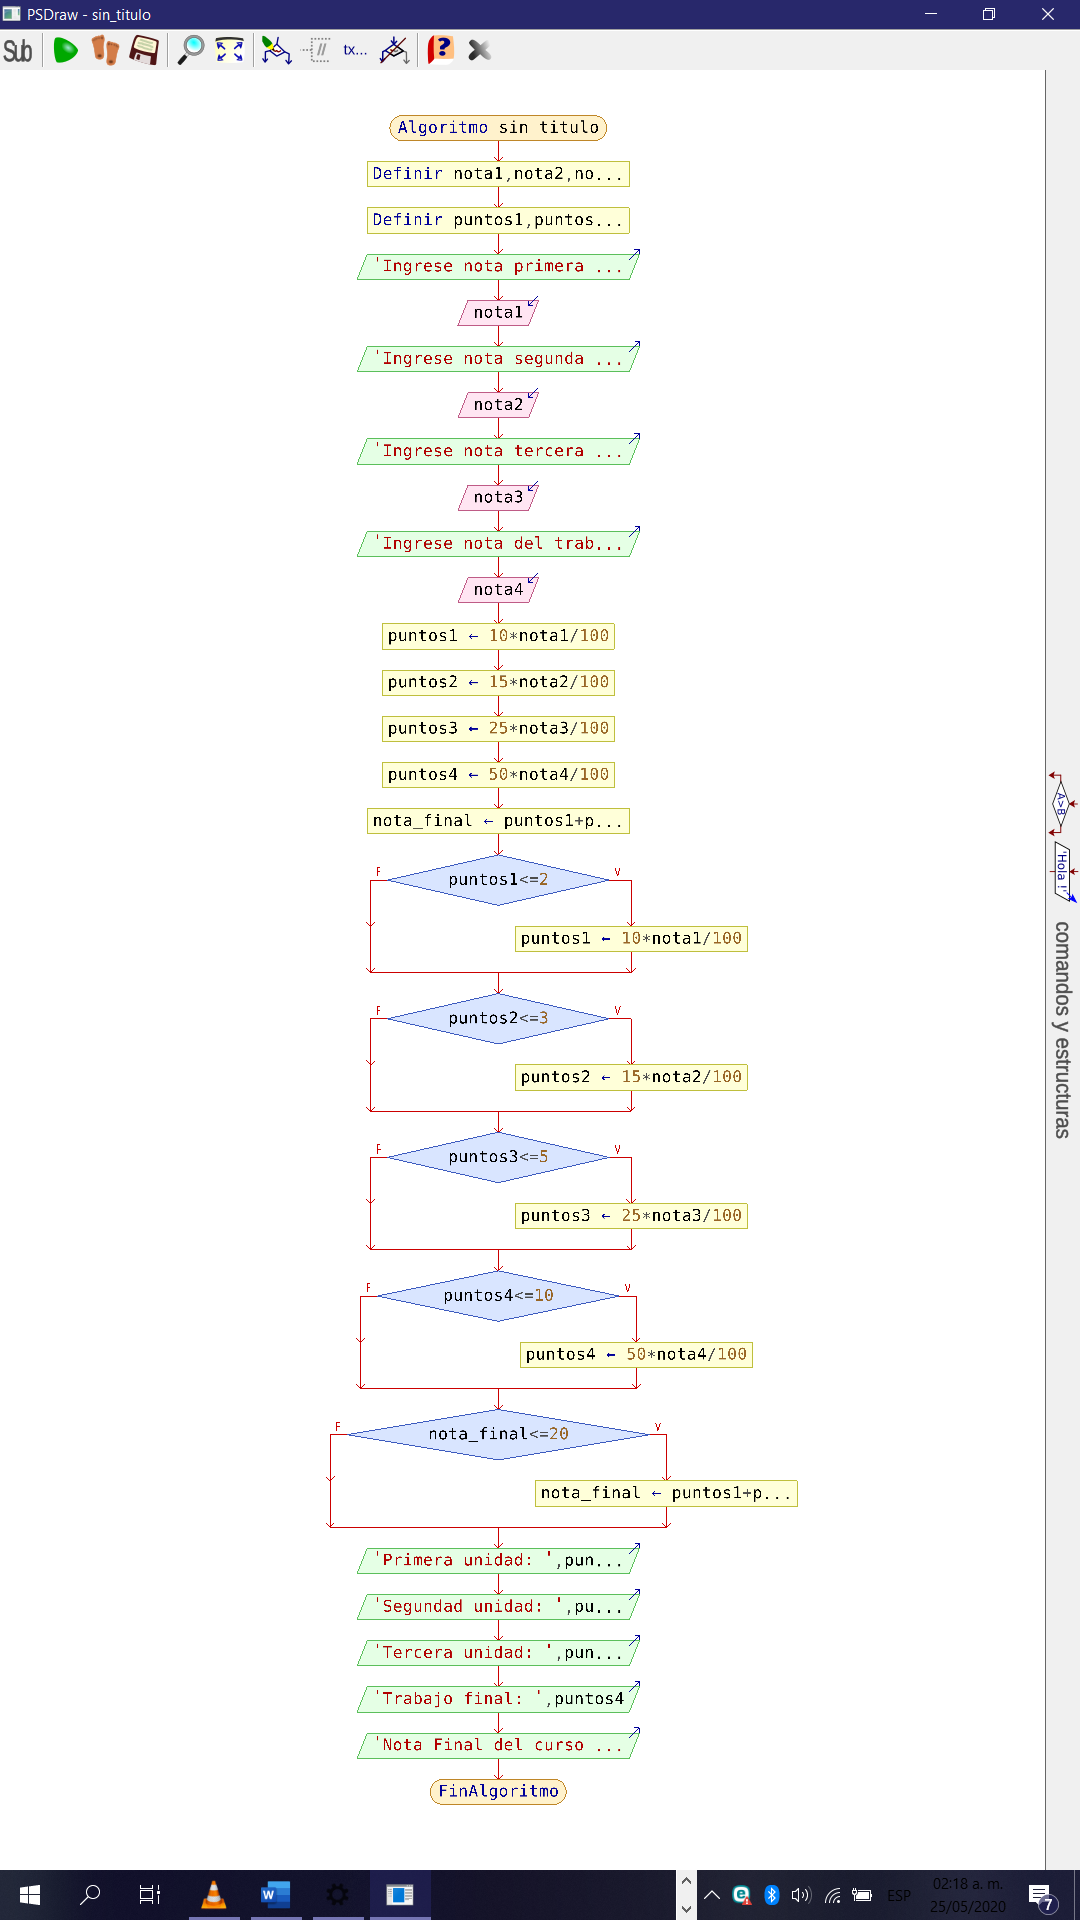 PSDraw - sin_titulo
Sub
tx...
Algoritmo sin titulo
Definir nota1,nota2,no...
Definir puntos1,puntos...
'Ingrese nota primera ...
nota1
'Ingrese nota segunda ...
nota2
'Ingrese nota tercera ...
nota3
'Ingrese nota del trab...
nota4
puntos1 ← 10*nota1/100
puntos2 ← 15*nota2/100
puntos3 ← 25*nota3/100
puntos4 ← 50*nota4/100
nota_final ← puntos1+p...
F
puntos1<=2
V
puntos1 ← 10*nota1/100
F
puntos2<=3
V
puntos2 ← 15*nota2/100
F
puntos3<=5
V
puntos3 ← 25*nota3/100
F
puntos4<=10
V
puntos4 ← 50*nota4/100
F
nota_final<=20
V
nota_final ← puntos1+p...
'Primera unidad: ',pun...
'Segundad unidad: ',pu...
'Tercera unidad: ',pun...
'Trabajo final: ',puntos4
'Nota Final del curso ...
FinAlgoritmo
A>B
'Hola !'
comandos y estructuras
ESP
02:18 a. m.
25/05/2020
7